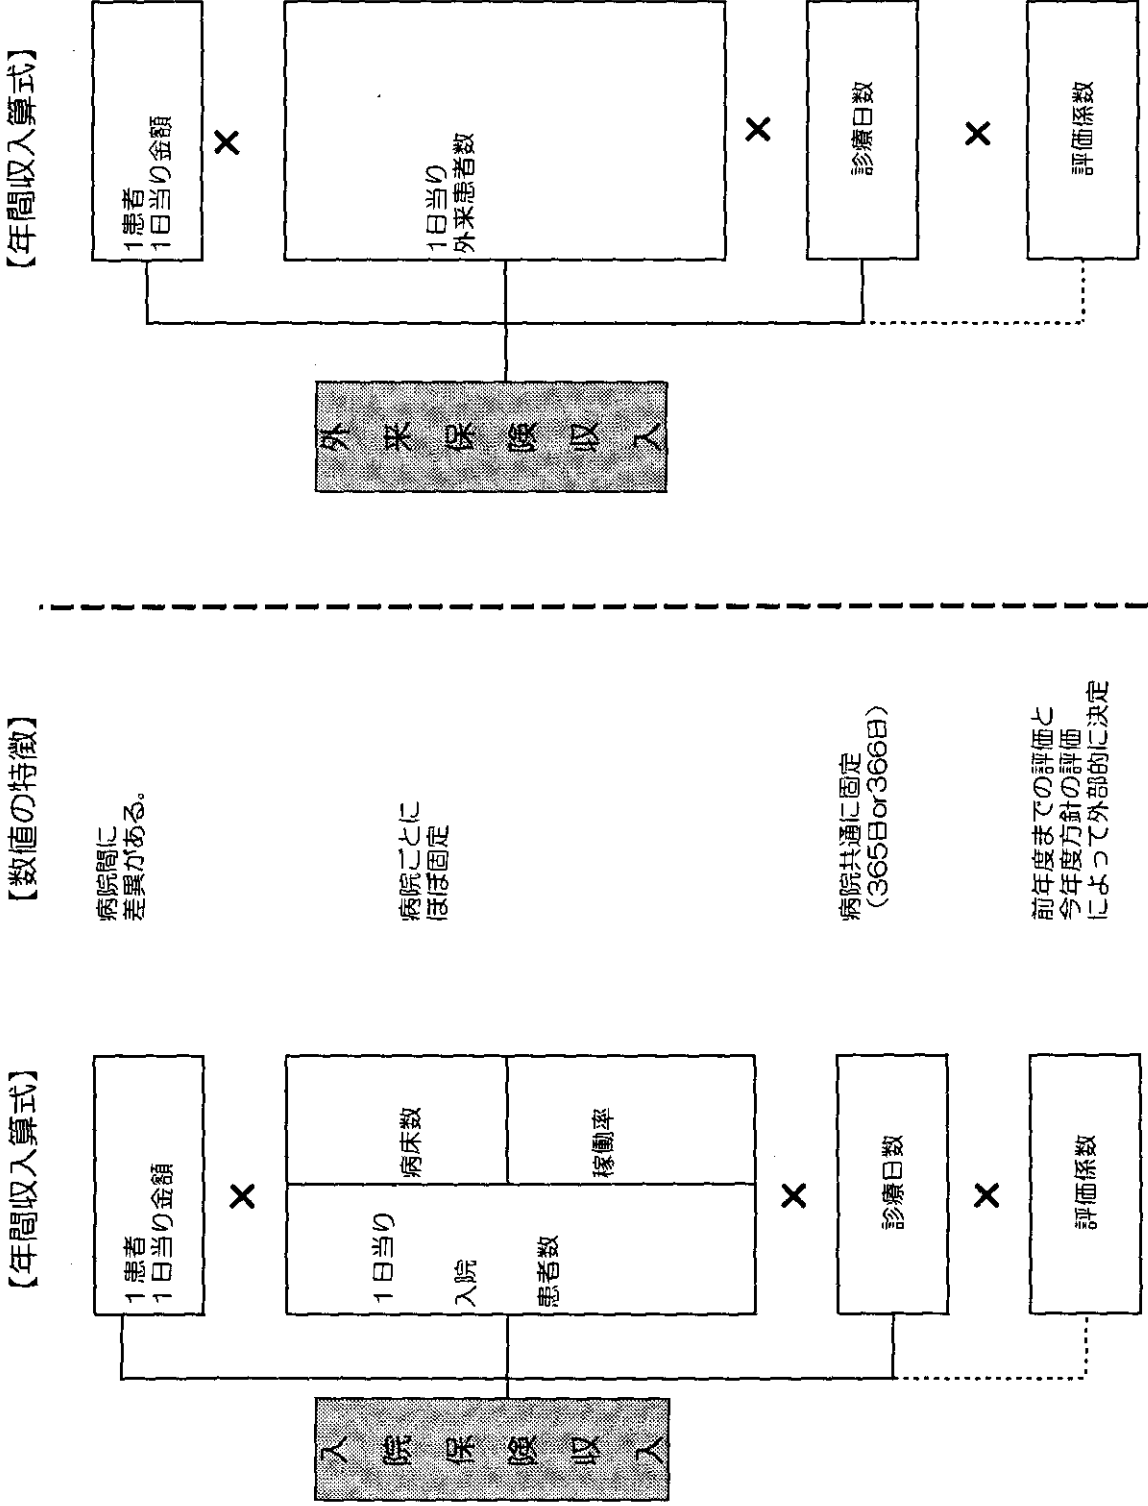 【年間収入算式】
【数値の特徴】
入院保険収入
1患者
1日当り金額
×
1日当り
入院
患者数
病床数
稼働率
×
診療日数
×
評価係数
病院間に
差異がある。
病院ごとに
ほぼ固定
病院共通に固定
(365日or366日)
前年度までの評価と
今年度方針の評価
によって外部的に決定
【年間収入算式】
外来保険収入
1患者
1日当り金額
×
1日当り
外来患者数
×
診療日数
×
評価係数